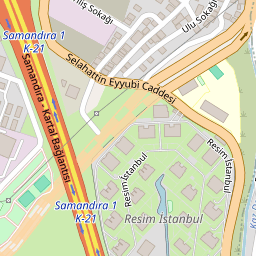 Sokağı
Ulu Sokağı
Samandıra 1
K-21
Selahattin Eyyubi Caddesi
Samandıra - Kartal Bağlantısı
Resim İstanbul
Resim İstanbul
Samandıra 1
K-21
Resim İstanbul